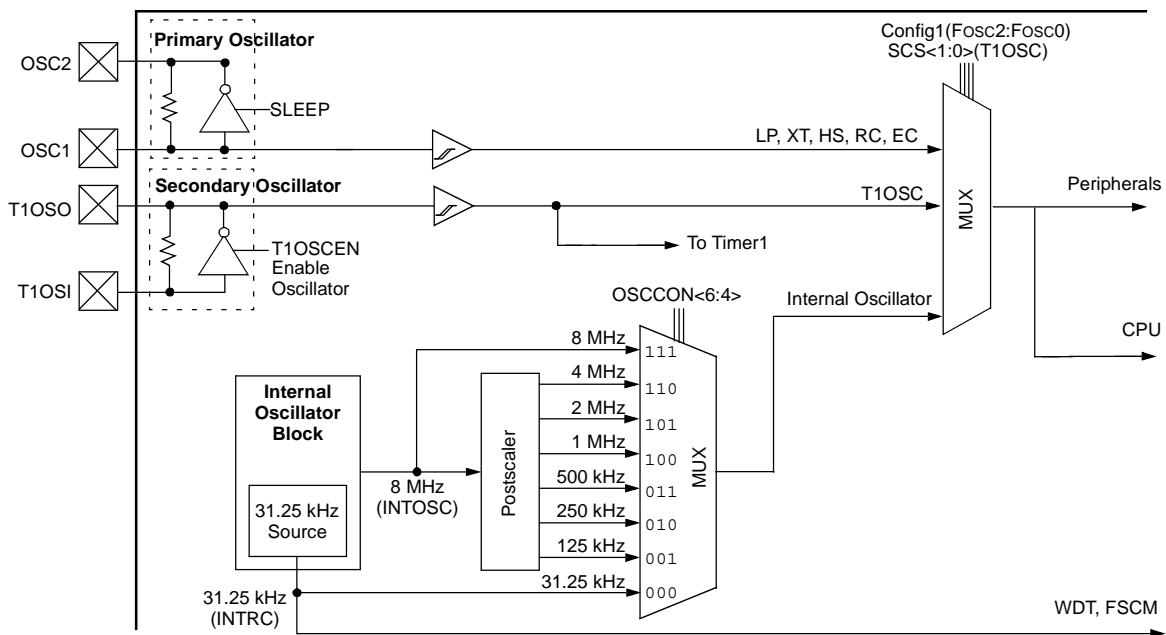 Primary Oscillator
OSC2
SLEEP
OSC1
Secondary Oscillator
T1OSO
T1OSCEN
Enable
Oscillator
T1OSI
Config1(FOSC2:FOSC0)
SCS<1:0>(T1OSC)
LP, XT, HS, RC, EC
T1OSC
To Timer1
Internal Oscillator
MUX
Peripherals
CPU
OSCCON<6:4>
Internal
Oscillator
Block
31.25 kHz
Source
8 MHz
(INTOSC)
Postscaler
8 MHz
111
4 MHz
110
2 MHz
101
1 MHz
100
500 kHz
011
250 kHz
010
125 kHz
001
31.25 kHz
000
MUX
31.25 kHz
(INTRC)
WDT, FSCM